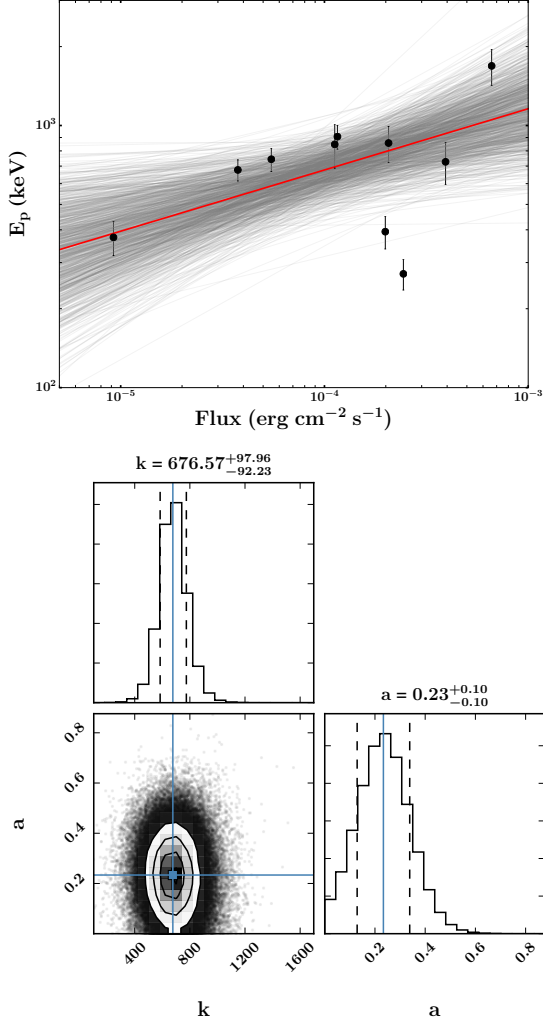 10³
10²
E_p (keV)
10⁻⁵ 10⁻⁴ 10⁻³
Flux (erg cm⁻² s⁻¹)
k = 676.57^{+97.96}_{−92.23}
a = 0.23^{+0.10}_{−0.10}
0.8
0.6
0.4
0.2
a
400 800 1200 1600
k
0.2 0.4 0.6 0.8
a